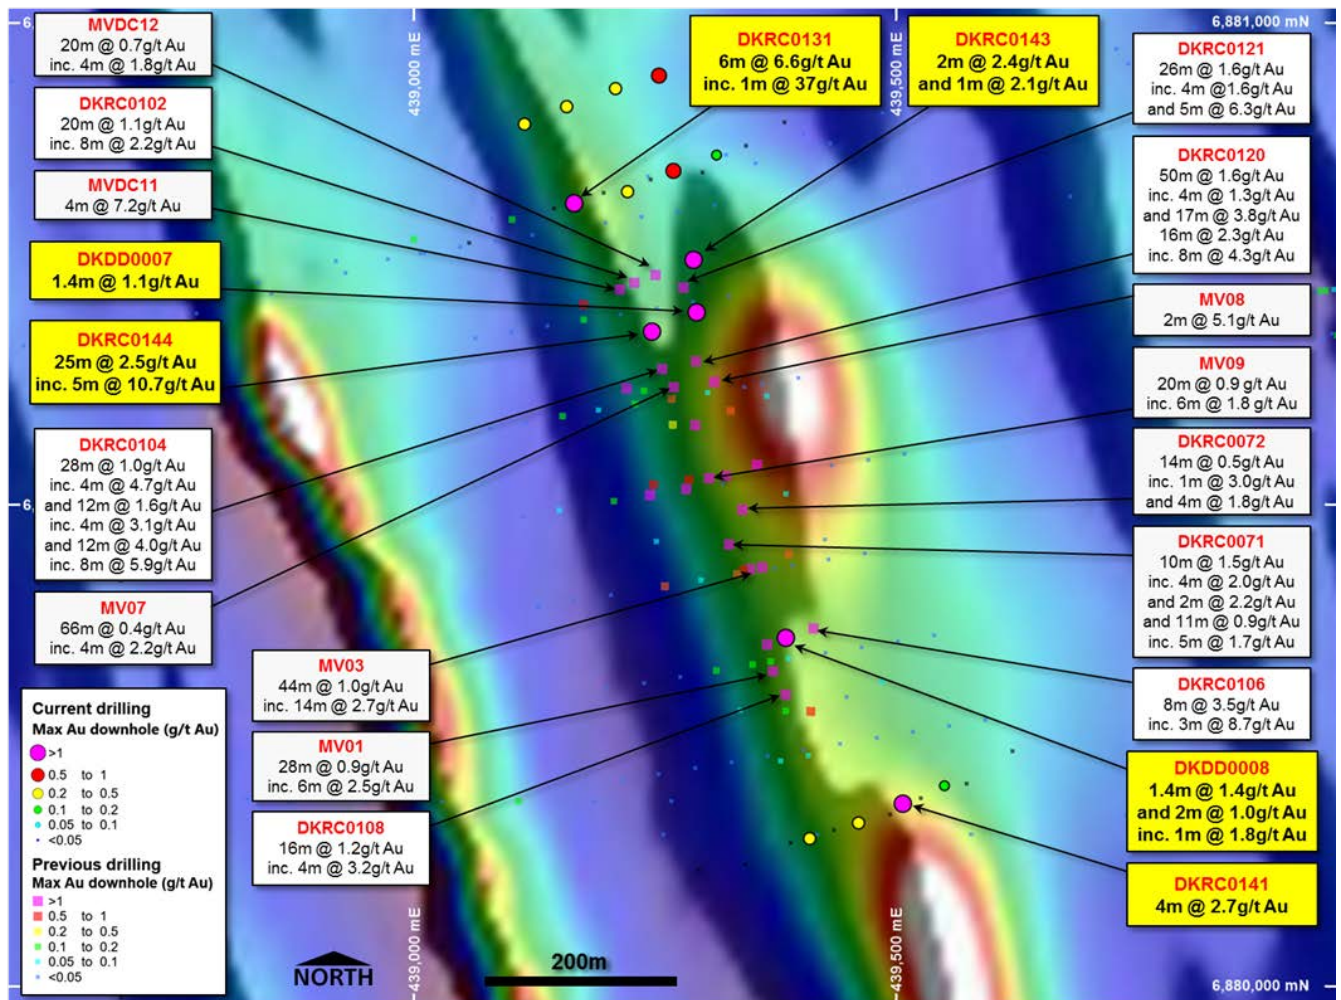 MVDC12
20m @ 0.7g/t Au
inc. 4m @ 1.8g/t Au
DKRC0102
20m @ 1.1g/t Au
inc. 8m @ 2.2g/t Au
MVDC11
4m @ 7.2g/t Au
DKDD0007
1.4m @ 1.1g/t Au
DKRC0144
25m @ 2.5g/t Au
inc. 5m @ 10.7g/t Au
DKRC0104
28m @ 1.0g/t Au
inc. 4m @ 4.7g/t Au
and 12m @ 1.6g/t Au
inc. 4m @ 3.1g/t Au
and 12m @ 4.0g/t Au
inc. 8m @ 5.9g/t Au
MV07
66m @ 0.4g/t Au
inc. 4m @ 2.2g/t Au
MV03
44m @ 1.0g/t Au
inc. 14m @ 2.7g/t Au
MV01
28m @ 0.9g/t Au
inc. 6m @ 2.5g/t Au
DKRC0108
16m @ 1.2g/t Au
inc. 4m @ 3.2g/t Au
Current drilling
Max Au downhole (g/t Au)
>1
0.5 to 1
0.2 to 0.5
0.1 to 0.2
0.05 to 0.1
<0.05
Previous drilling
Max Au downhole (g/t Au)
>1
0.5 to 1
0.2 to 0.5
0.1 to 0.2
0.05 to 0.1
<0.05
NORTH
200m
439,000 mE
439,000 mE
439,500 mE
439,500 mE
6,881,000 mN
6,880,000 mN
6,
6,
DKRC0131
6m @ 6.6g/t Au
inc. 1m @ 37g/t Au
DKRC0143
2m @ 2.4g/t Au
and 1m @ 2.1g/t Au
DKRC0121
26m @ 1.6g/t Au
inc. 4m @1.6g/t Au
and 5m @ 6.3g/t Au
DKRC0120
50m @ 1.6g/t Au
inc. 4m @ 1.3g/t Au
and 17m @ 3.8g/t Au
16m @ 2.3g/t Au
inc. 8m @ 4.3g/t Au
MV08
2m @ 5.1g/t Au
MV09
20m @ 0.9 g/t Au
inc. 6m @ 1.8 g/t Au
DKRC0072
14m @ 0.5g/t Au
inc. 1m @ 3.0g/t Au
and 4m @ 1.8g/t Au
DKRC0071
10m @ 1.5g/t Au
inc. 4m @ 2.0g/t Au
and 2m @ 2.2g/t Au
and 11m @ 0.9g/t Au
inc. 5m @ 1.7g/t Au
DKRC0106
8m @ 3.5g/t Au
inc. 3m @ 8.7g/t Au
DKDD0008
1.4m @ 1.4g/t Au
and 2m @ 1.0g/t Au
inc. 1m @ 1.8g/t Au
DKRC0141
4m @ 2.7g/t Au